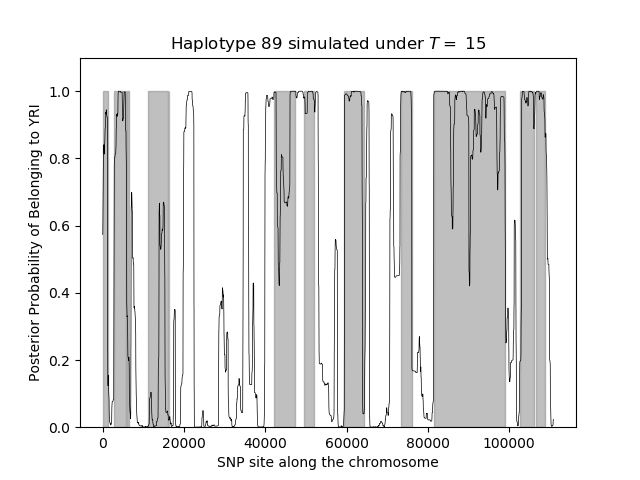 Haplotype 89 simulated under T = 15
Posterior Probability of Belonging to YRI
1.0
0.8
0.6
0.4
0.2
0.0
0 20000 40000 60000 80000 100000
SNP site along the chromosome